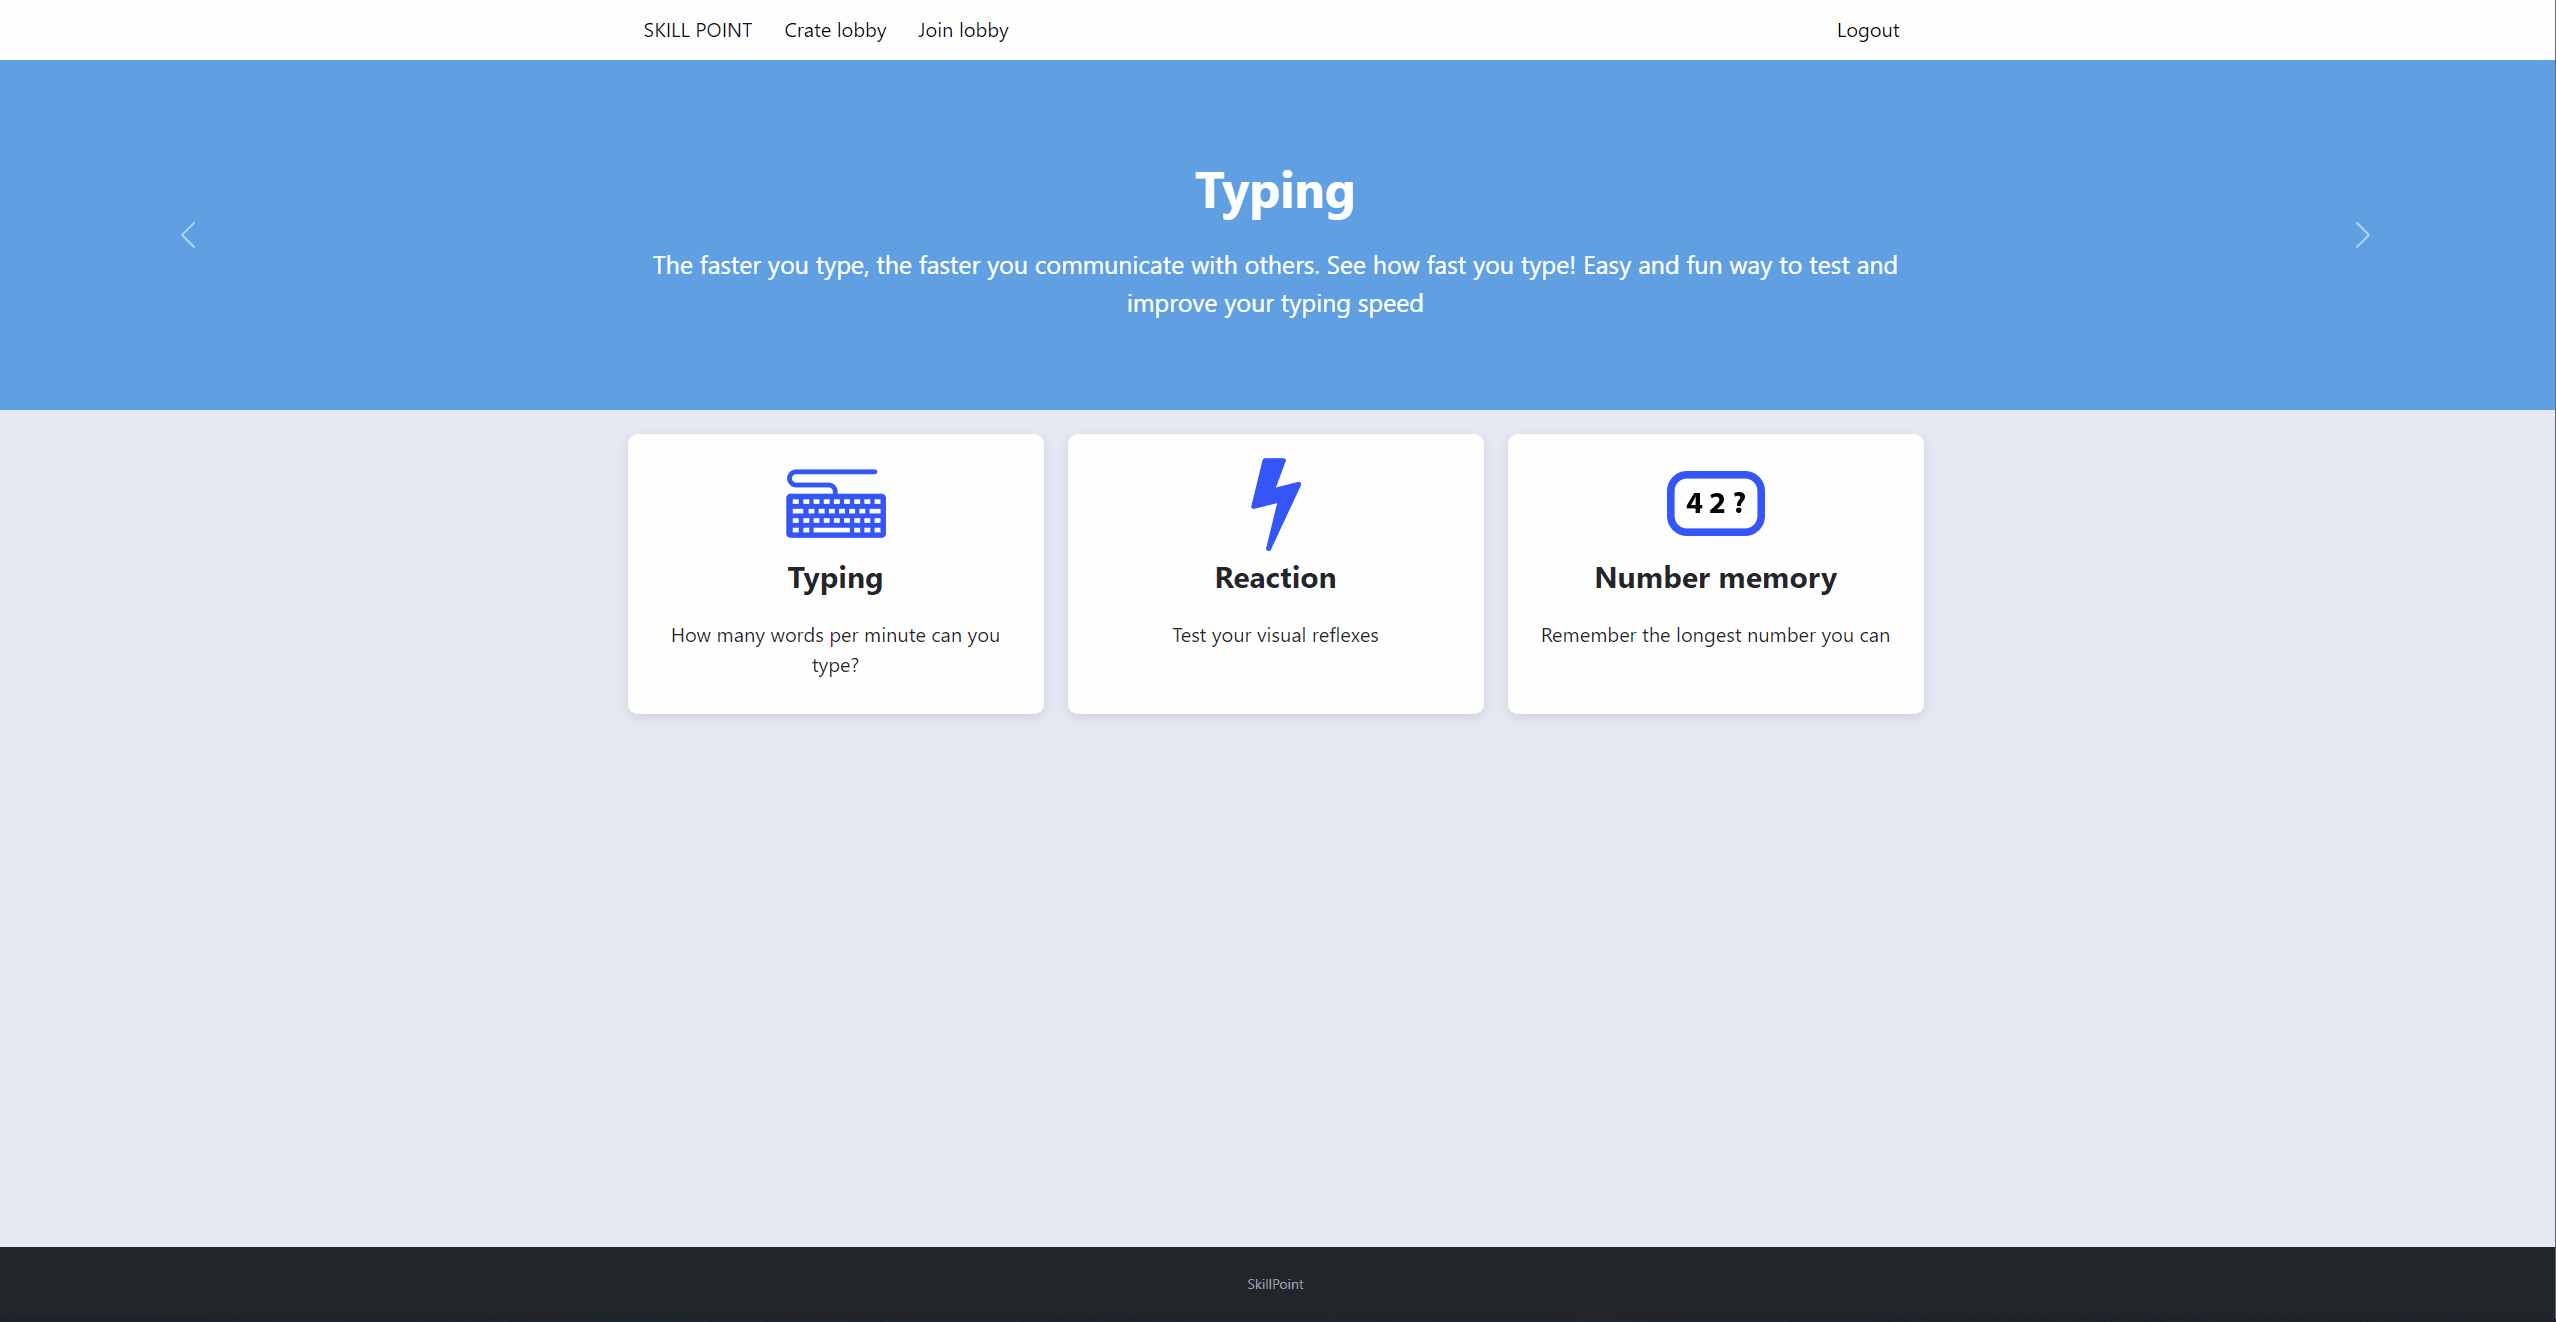 SKILL POINT Crate lobby Join lobby Logout
Typing
The faster you type, the faster you communicate with others. See how fast you type! Easy and fun way to test and
improve your typing speed
4 2 ?
Typing
How many words per minute can you
type?
Reaction
Test your visual reflexes
Number memory
Remember the longest number you can
SkillPoint